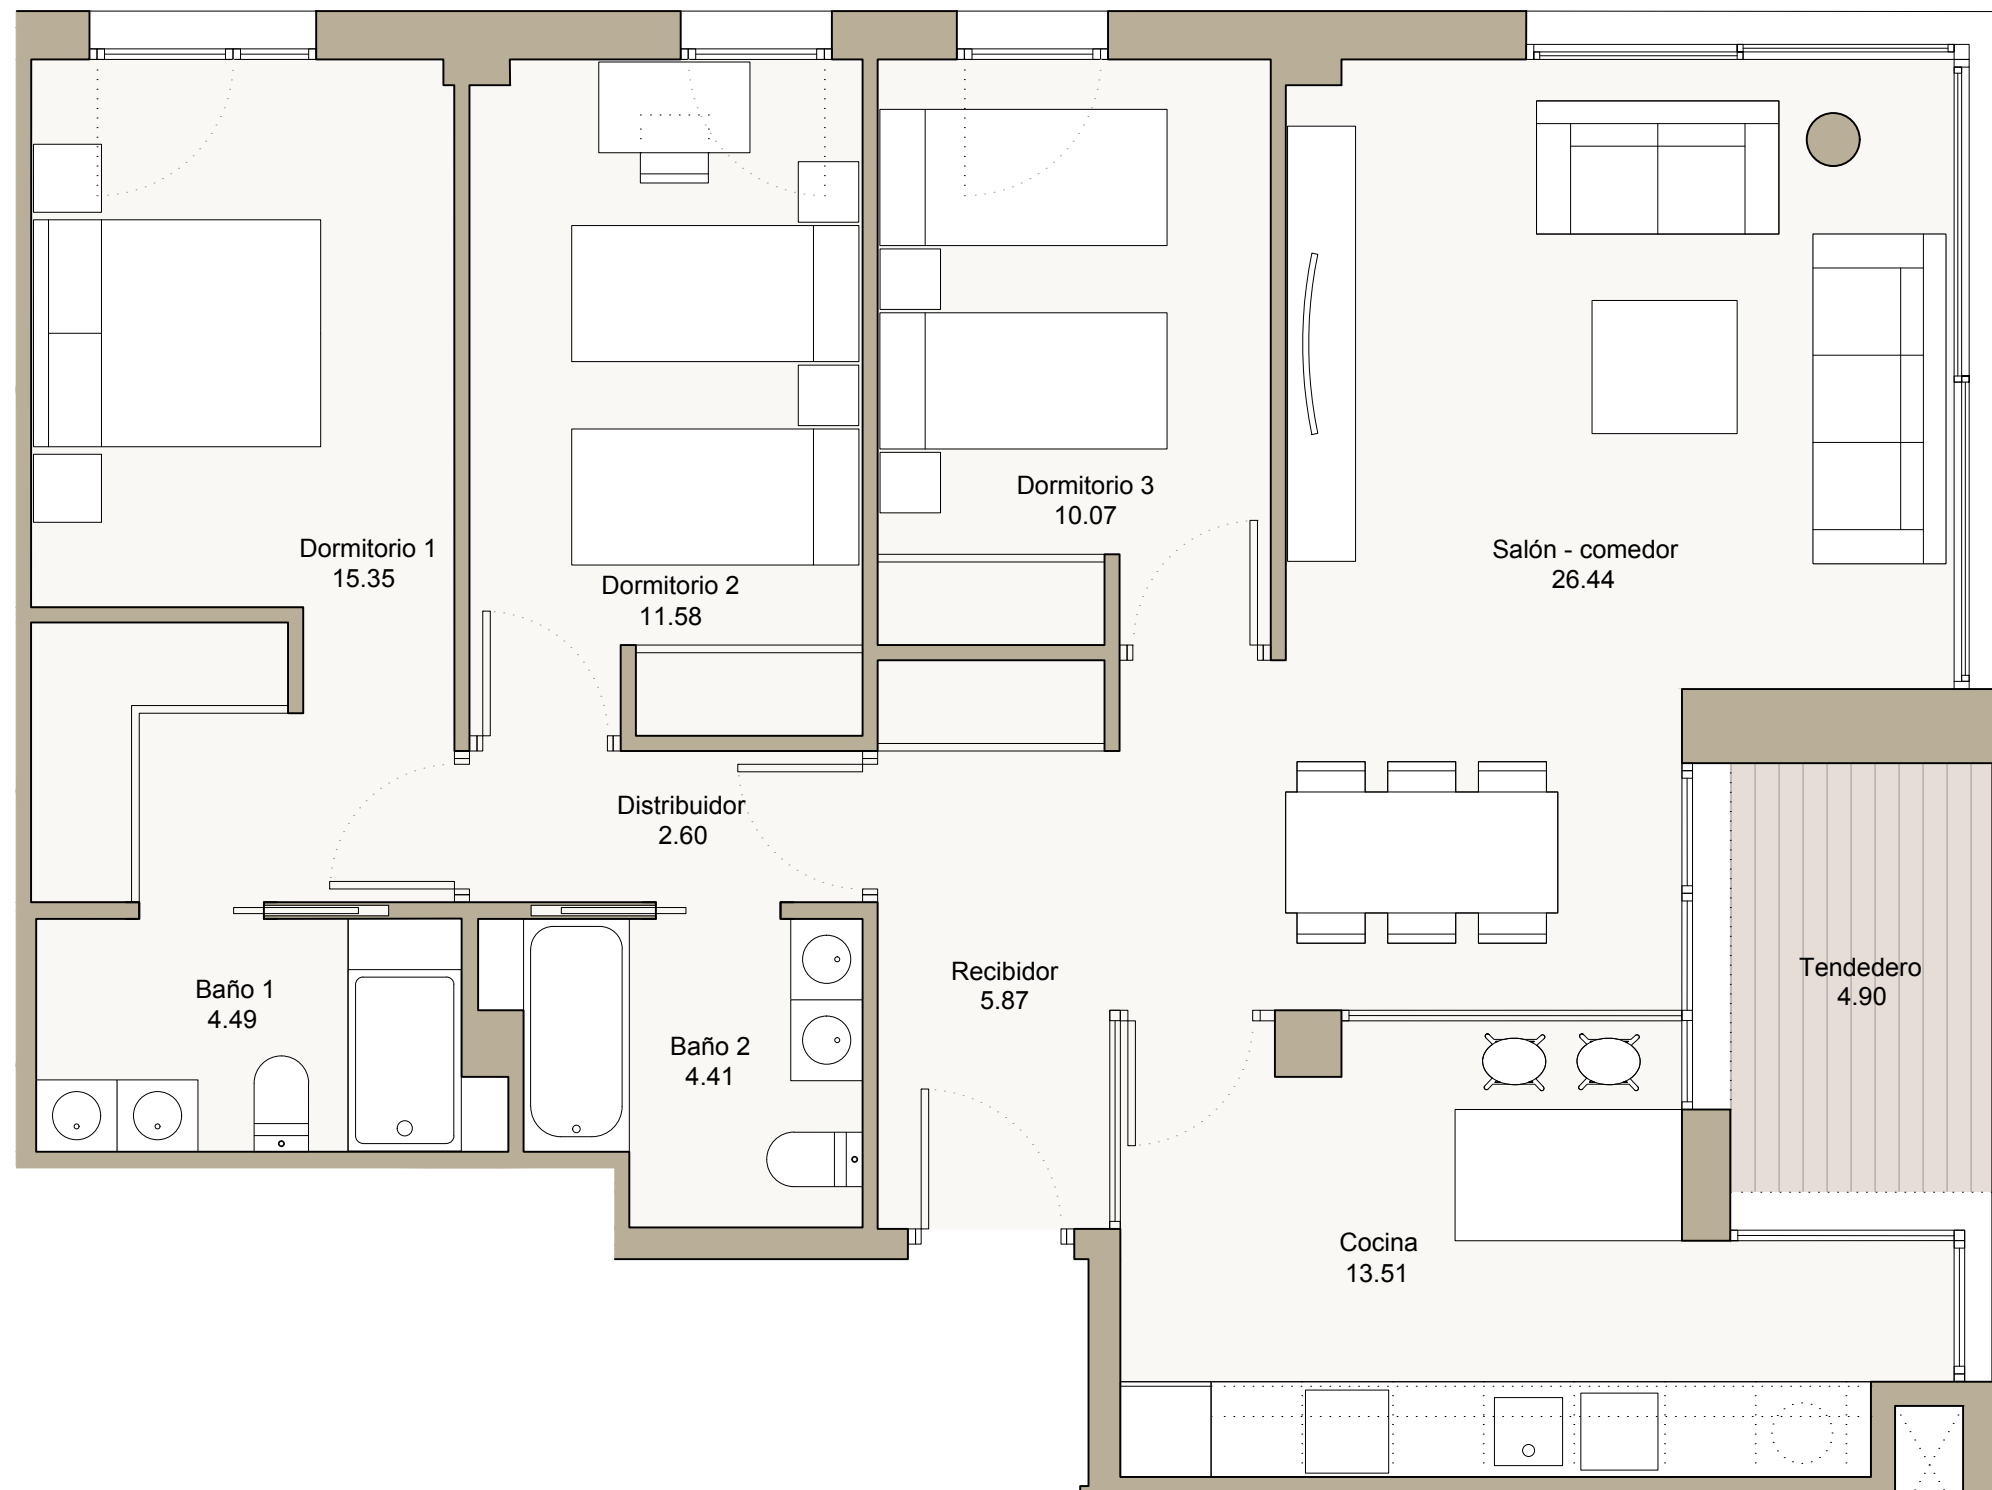 Dormitorio 3
10.07
Dormitorio 1
15.35
Salón - comedor
26.44
Dormitorio 2
11.58
Distribuidor
2.60
Recibidor
5.87
Tendedero
4.90
Baño 1
4.49
Baño 2
4.41
Cocina
13.51